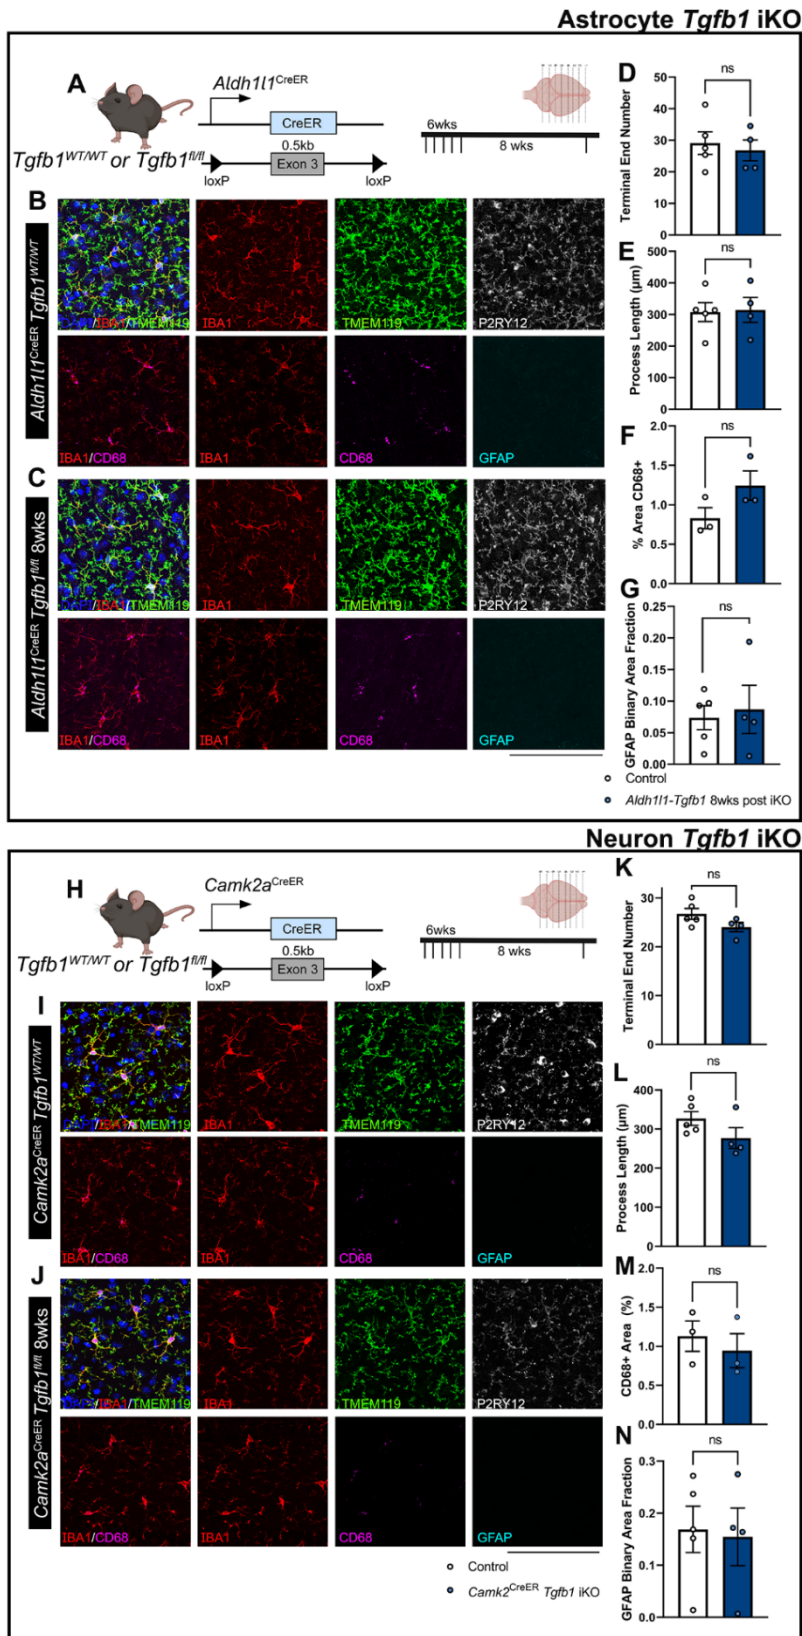 Astrocyte Tgfb1 iKO
A
Aldh1l1CreER
CreER
0.5kb
Exon 3
loxP
loxP
Tgfb1WT/WT or Tgfb1fl/fl
6wks
8 wks
B
Aldh1l1CreER Tgfb1WT/WT
DAPI/IBA1/TMEM119
IBA1
TMEM119
P2RY12
IBA1/CD68
IBA1
CD68
GFAP
C
Aldh1l1CreER Tgfb1fl/fl 8wks
DAPI/IBA1/TMEM119
IBA1
TMEM119
P2RY12
IBA1/CD68
IBA1
CD68
GFAP
D
ns
Terminal End Number
50
40
30
20
10
0
E
ns
Process Length (μm)
500
400
300
200
100
0
F
ns
% Area CD68+
2.0
1.5
1.0
0.5
0.0
G
ns
GFAP Binary Area Fraction
0.25
0.20
0.15
0.10
0.05
0.00
Control
Aldh1l1-Tgfb1 8wks post iKO
Neuron Tgfb1 iKO
H
Camk2aCreER
CreER
0.5kb
Exon 3
loxP
loxP
Tgfb1WT/WT or Tgfb1fl/fl
6wks
8 wks
I
Camk2aCreER Tgfb1WT/WT
DAPI/IBA1/TMEM119
IBA1
TMEM119
P2RY12
IBA1/CD68
IBA1
CD68
GFAP
J
Camk2aCreER Tgfb1fl/fl 8wks
DAPI/IBA1/TMEM119
IBA1
TMEM119
P2RY12
IBA1/CD68
IBA1
CD68
GFAP
K
ns
Terminal End Number
30
20
10
0
L
ns
Process Length (μm)
400
300
200
100
0
M
ns
CD68+ Area (%)
2.0
1.5
1.0
0.5
0.0
N
ns
GFAP Binary Area Fraction
0.3
0.2
0.1
0.0
Control
Camk2CreER Tgfb1 iKO